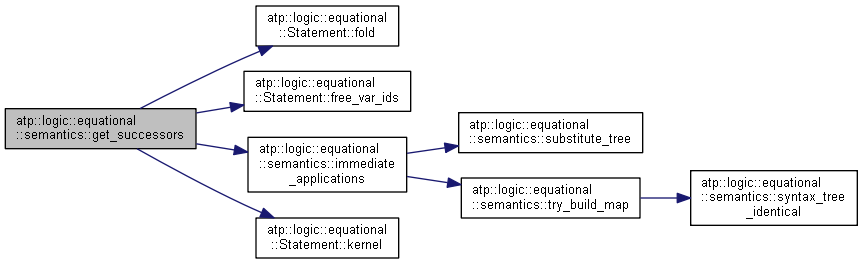 atp::logic::equational
::semantics::get_successors
atp::logic::equational
::Statement::fold
atp::logic::equational
::Statement::free_var_ids
atp::logic::equational
::semantics::immediate
_applications
atp::logic::equational
::Statement::kernel
atp::logic::equational
::semantics::substitute_tree
atp::logic::equational
::semantics::try_build_map
atp::logic::equational
::semantics::syntax_tree
_identical